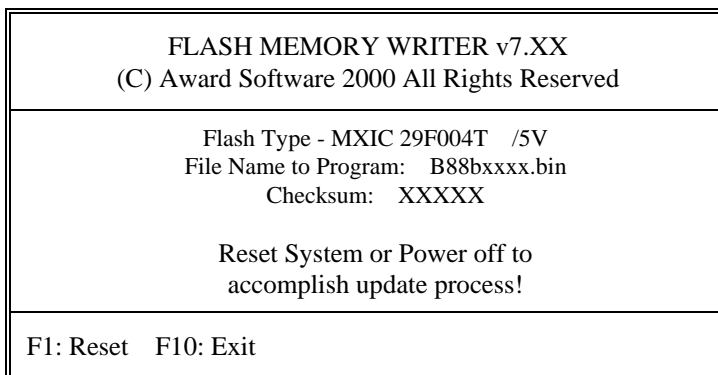 FLASH MEMORY WRITER v7.XX
(C) Award Software 2000 All Rights Reserved
Flash Type - MXIC 29F004T /5V
File Name to Program: B88bxxxx.bin
Checksum: XXXXX
Reset System or Power off to
accomplish update process!
F1: Reset F10: Exit